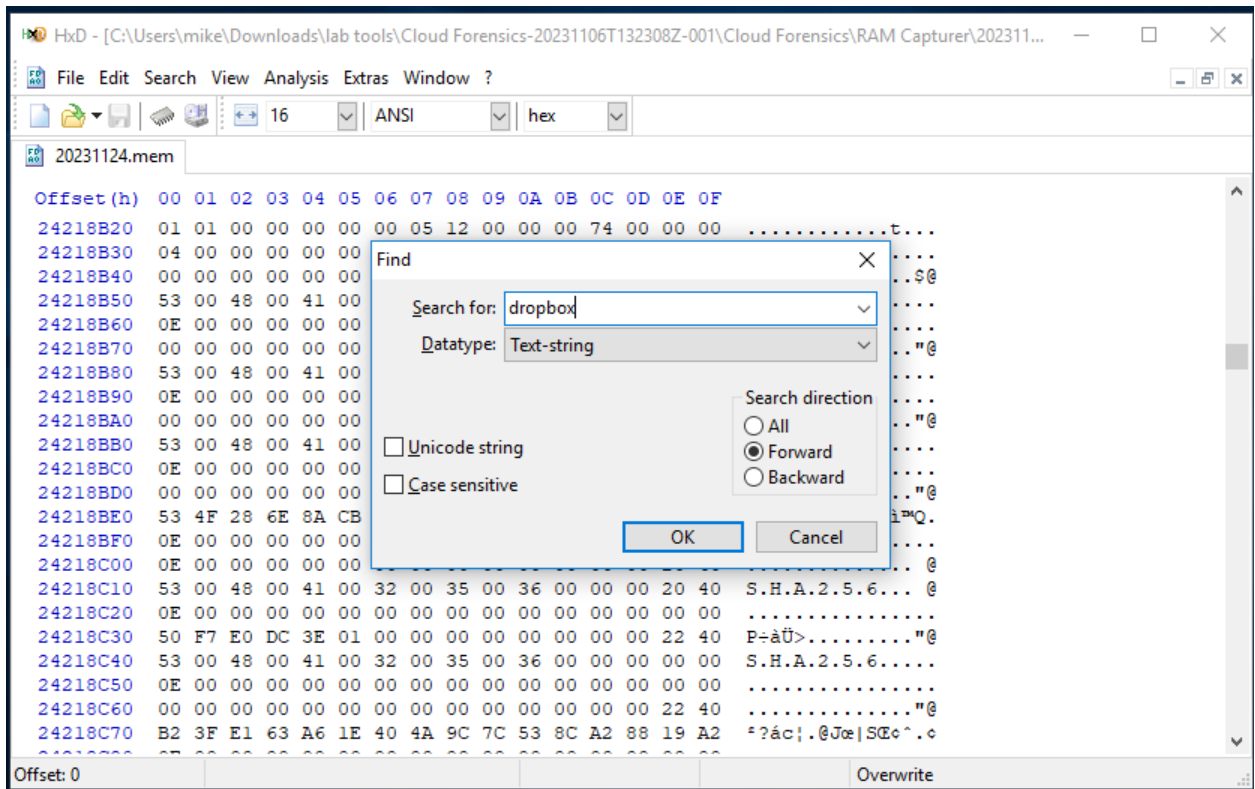 HxD - [C:\Users\mike\Downloads\lab tools\Cloud Forensics-20231106T132308Z-001\Cloud Forensics\RAM Capturer\202311...
File Edit Search View Analysis Extras Window ?
16 ANSI hex
20231124.mem
Offset(h) 00 01 02 03 04 05 06 07 08 09 0A 0B 0C 0D 0E 0F
24218B20 01 01 00 00 00 00 00 05 12 00 00 00 74 00 00 00 ............t...
24218B30 04 00 00 00 00 00 ....
24218B40 00 00 00 00 00 00 ..$@
24218B50 53 00 48 00 41 00 ....
24218B60 0E 00 00 00 00 00 ....
24218B70 00 00 00 00 00 00 .."@
24218B80 53 00 48 00 41 00 ....
24218B90 0E 00 00 00 00 00 ....
24218BA0 00 00 00 00 00 00 .."@
24218BB0 53 00 48 00 41 00 ....
24218BC0 0E 00 00 00 00 00 ....
24218BD0 00 00 00 00 00 00 .."@
24218BE0 53 4F 28 6E 8A CB ì™Q.
24218BF0 0E 00 00 00 00 00 ....
24218C00 0E 00 00 00 00 00 .............. @
24218C10 53 00 48 00 41 00 32 00 35 00 36 00 00 00 20 40 S.H.A.2.5.6... @
24218C20 0E 00 00 00 00 00 00 00 00 00 00 00 00 00 00 00 ................
24218C30 50 F7 E0 DC 3E 01 00 00 00 00 00 00 00 00 22 40 P÷àÜ>........."@
24218C40 53 00 48 00 41 00 32 00 35 00 36 00 00 00 00 00 S.H.A.2.5.6.....
24218C50 0E 00 00 00 00 00 00 00 00 00 00 00 00 00 00 00 ................
24218C60 00 00 00 00 00 00 00 00 00 00 00 00 00 00 22 40 .............."@
24218C70 B2 3F E1 63 A6 1E 40 4A 9C 7C 53 8C A2 88 19 A2 ²?ác¦.@Jœ|SŒ¢ˆ.¢
Find
Search for: dropbox
Datatype: Text-string
Search direction
All
Forward
Backward
Unicode string
Case sensitive
OK Cancel
Offset: 0 Overwrite